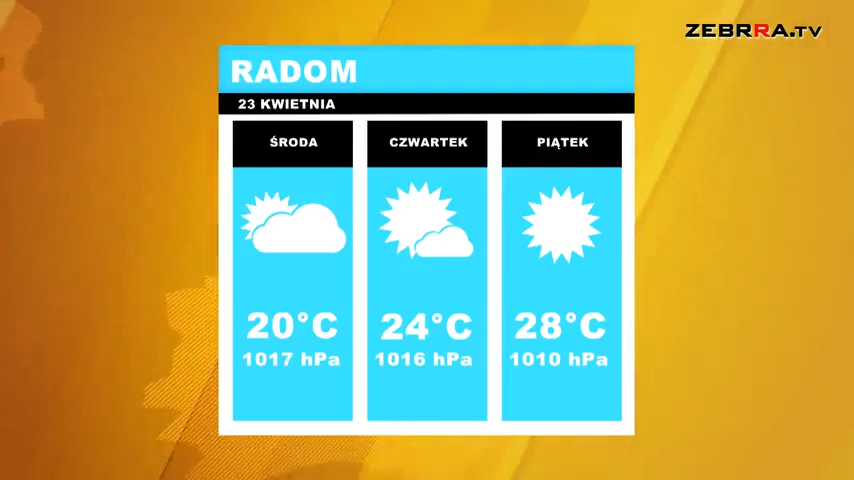 ZEBRRA.TV
RADOM
23 KWIETNIA
ŚRODA
20°C
1017 hPa
CZWARTEK
24°C
1016 hPa
PIĄTEK
28°C
1010 hPa